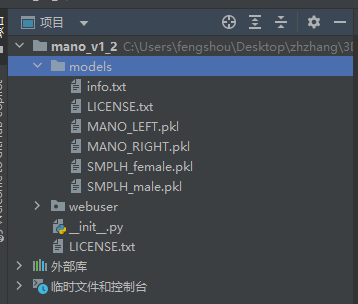 项目
mano_v1_2 C:\Users\fengshou\Desktop\zhzhang\3
models
info.txt
LICENSE.txt
MANO_LEFT.pkl
MANO_RIGHT.pkl
SMPLH_female.pkl
SMPLH_male.pkl
webuser
__init__.py
LICENSE.txt
外部库
临时文件和控制台